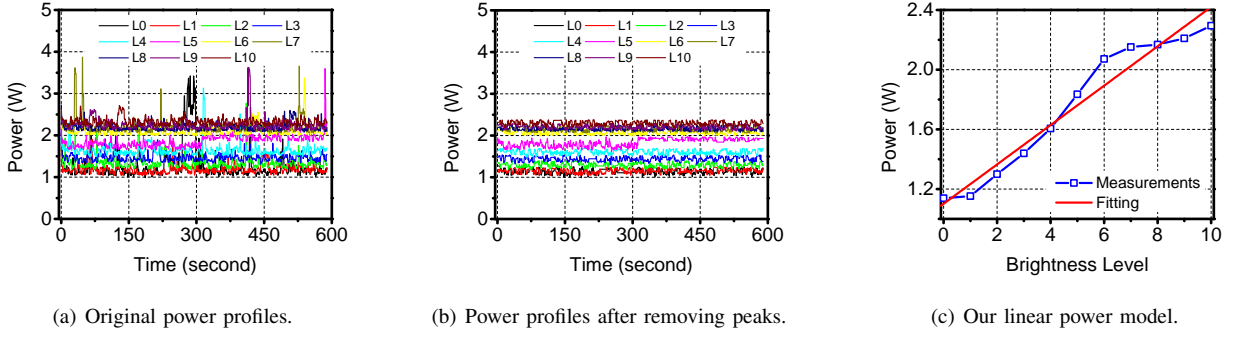 5
4
3
2
1
0
Power (W)
L0 L1 L2 L3
L4 L5 L6 L7
L8 L9 L10
0 150 300 450 600
Time (second)
(a) Original power profiles.
5
4
3
2
1
0
Power (W)
L0 L1 L2 L3
L4 L5 L6 L7
L8 L9 L10
0 150 300 450 600
Time (second)
(b) Power profiles after removing peaks.
2.4
2.0
1.6
1.2
Power (W)
Measurements
Fitting
0 2 4 6 8 10
Brightness Level
(c) Our linear power model.